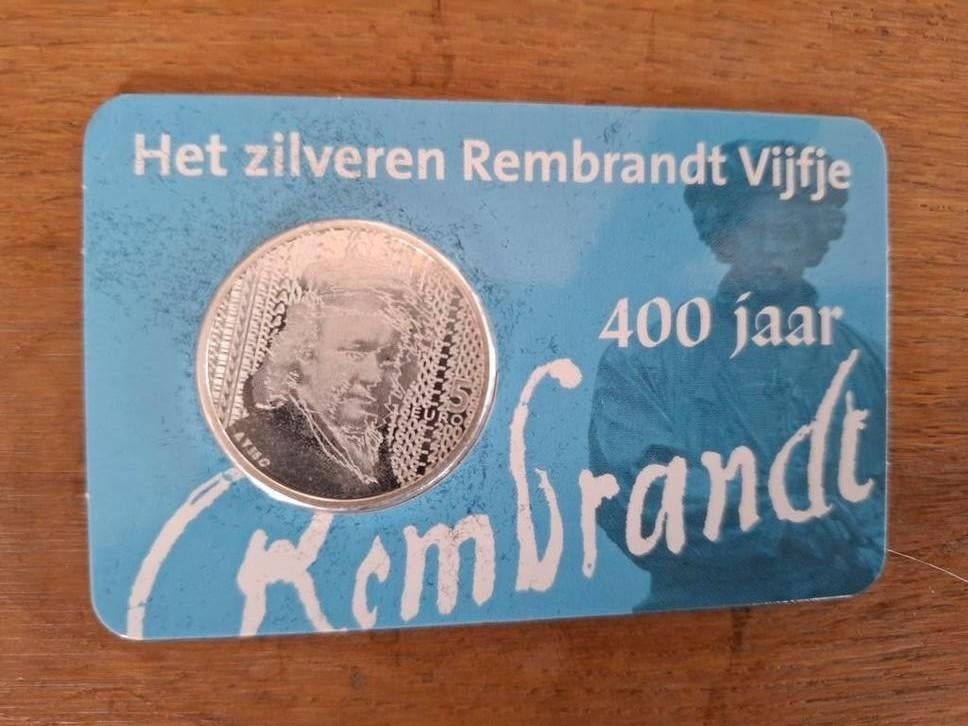 Het zilveren Rembrandt Vijfje
400 jaar
Rembrandt